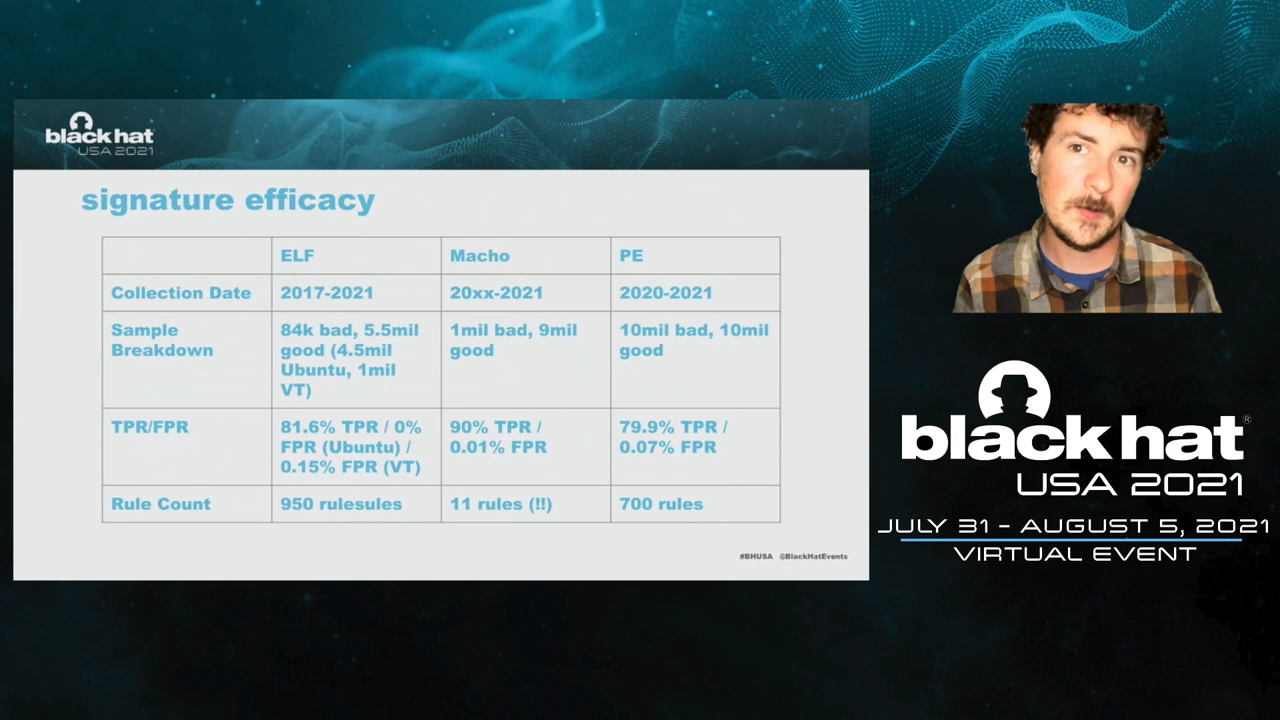 black hat
USA 2021
signature efficacy
ELF
Macho
PE
Collection Date
2017-2021
20xx-2021
2020-2021
Sample
Breakdown
84k bad, 5.5mil
good (4.5mil
Ubuntu, 1mil
VT)
1mil bad, 9mil
good
10mil bad, 10mil
good
TPR/FPR
81.6% TPR / 0%
FPR (Ubuntu) /
0.15% FPR (VT)
90% TPR /
0.01% FPR
79.9% TPR /
0.07% FPR
Rule Count
950 rulesules
11 rules (!!)
700 rules
#BHUSA @BlackHatEvents
black hat®
USA 2021
JULY 31 - AUGUST 5, 2021
VIRTUAL EVENT